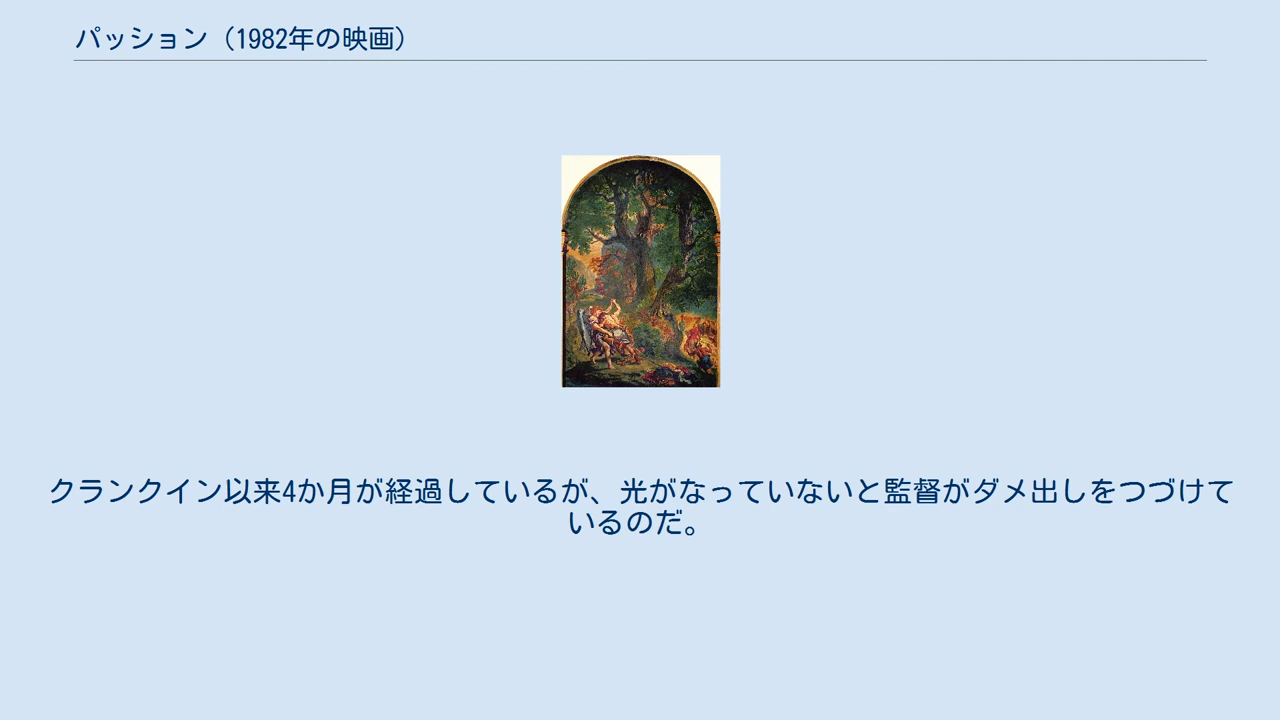 パッション（1982年の映画）
クランクイン以来4か月が経過しているが、光がなっていないと監督がダメ出しをつづけて
いるのだ。